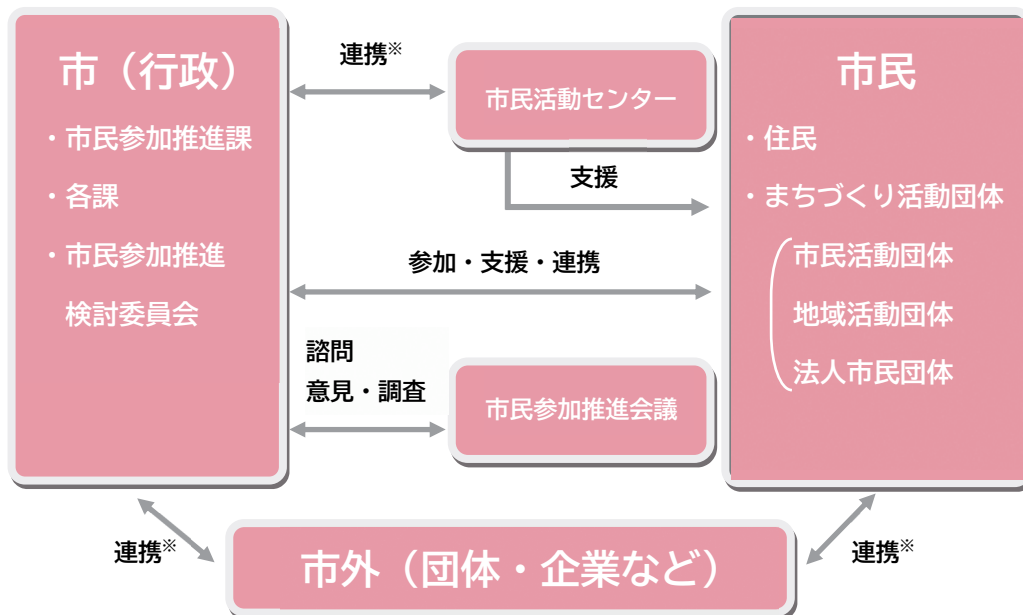 市（行政）
・市民参加推進課
・各課
・市民参加推進
検討委員会
連携※
市民活動センター
支援
参加・支援・連携
諮問
意見・調査
市民参加推進会議
市民
・住民
・まちづくり活動団体
市民活動団体
地域活動団体
法人市民団体
連携※
市外（団体・企業など）
連携※